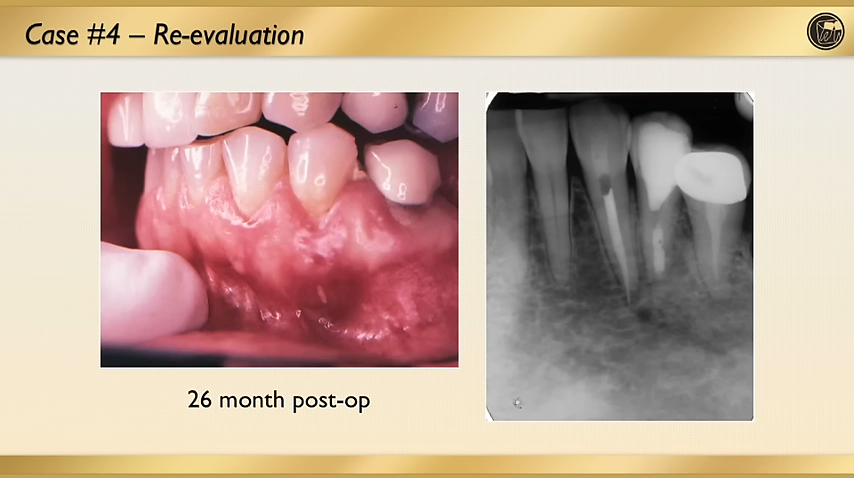 Case #4 – Re-evaluation
26 month post-op